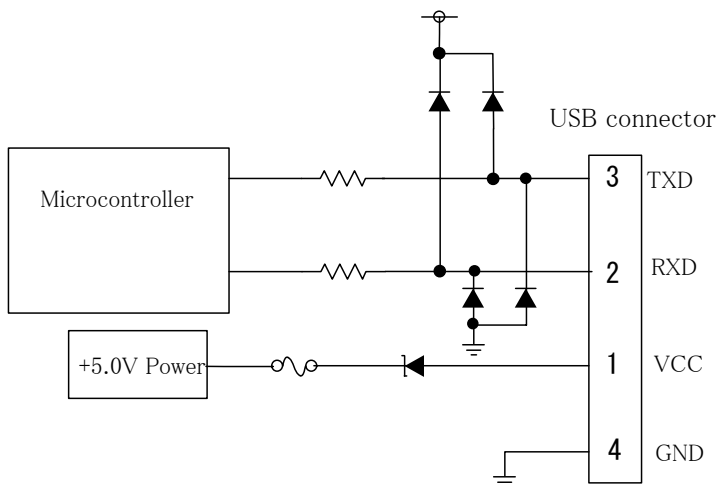 USB connector
Microcontroller
3 TXD
2 RXD
+5.0V Power
1 VCC
4 GND